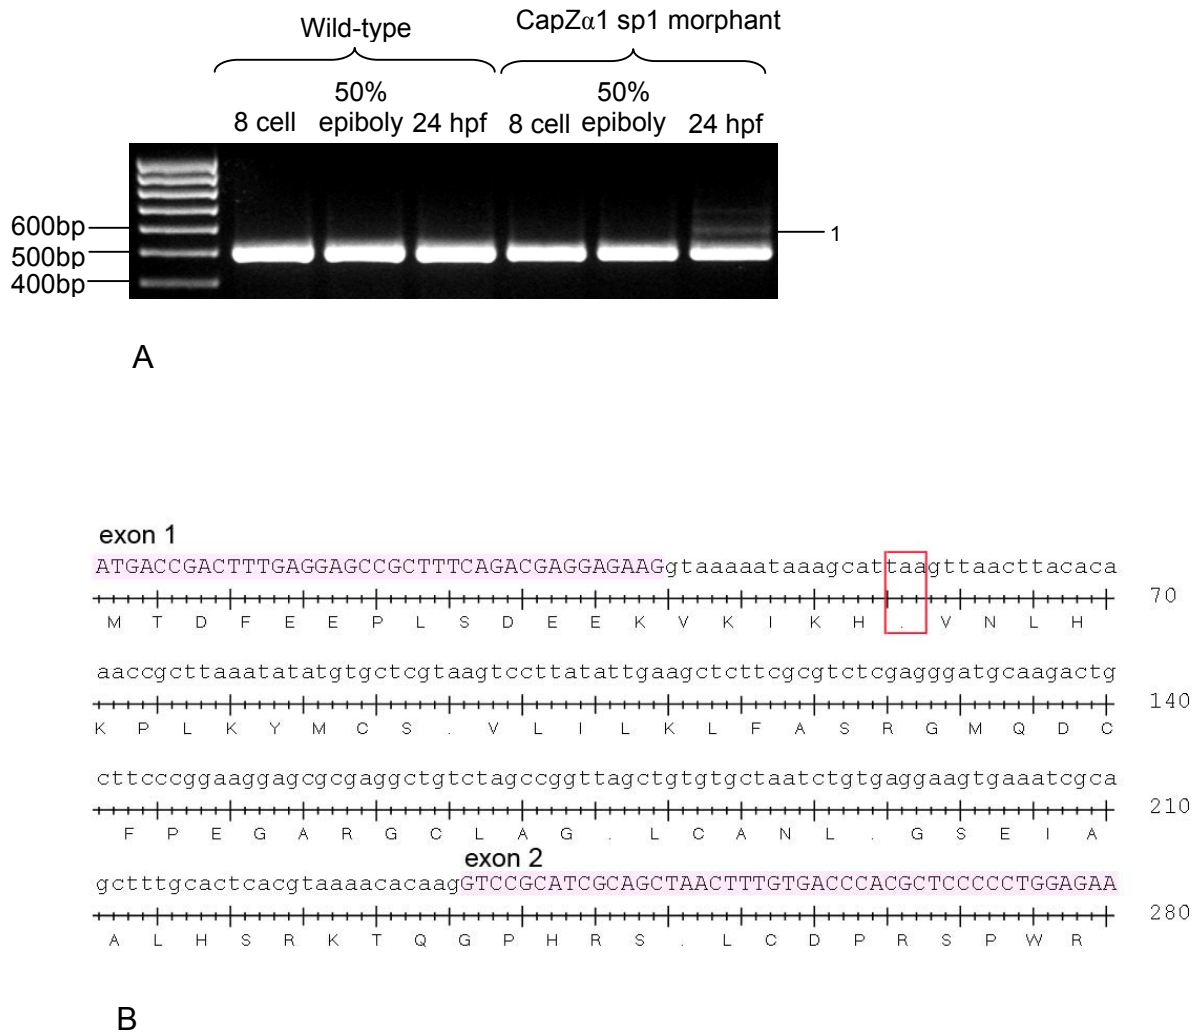 Wild-type
CapZα1 sp1 morphant
8 cell
50% epiboly
24 hpf
8 cell
50% epiboly
24 hpf
600bp
500bp
400bp
1
A
exon 1
ATGACCGACTTTGAGGAGCCGCTTTCAGACGAGGAGAAGgtaaaaataaagcattaagttaacttacaca
70
M T D F E E P L S D E E K V K I K H . V N L H
aaccgcttaaatatatgtgctcgtaagtccttatattgaagctcttcgcgtctcgagggatgcaagactg
140
K P L K Y M C S . V L I L K L F A S R G M Q D C
cttcccggaaggagcgcgaggctgtctagccggttagctgtgtgctaatctgtgaggaagtgaaatcgca
210
F P E G A R G C L A G . L C A N L . G S E I A
exon 2
gctttgcactcacgtaaaacacaagGTCCGCATCGCAGCTAACTTTGTGACCCACGCTCCCCCTGGAGAA
280
A L H S R K T Q G P H R S . L C D P R S P W R
B